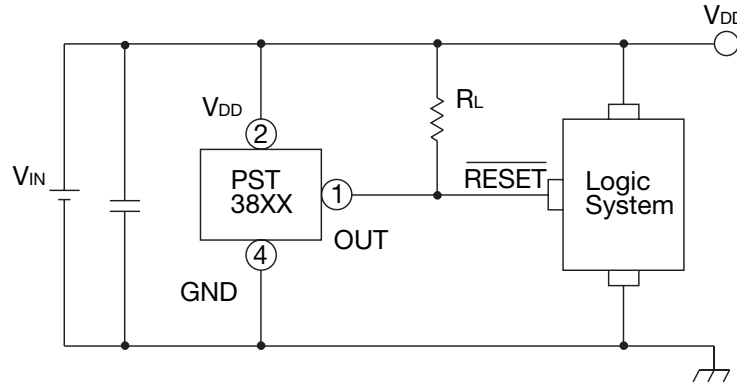 VDD
VDD
RL
2
VIN
PST
38XX
1
RESET
Logic
System
OUT
4
GND